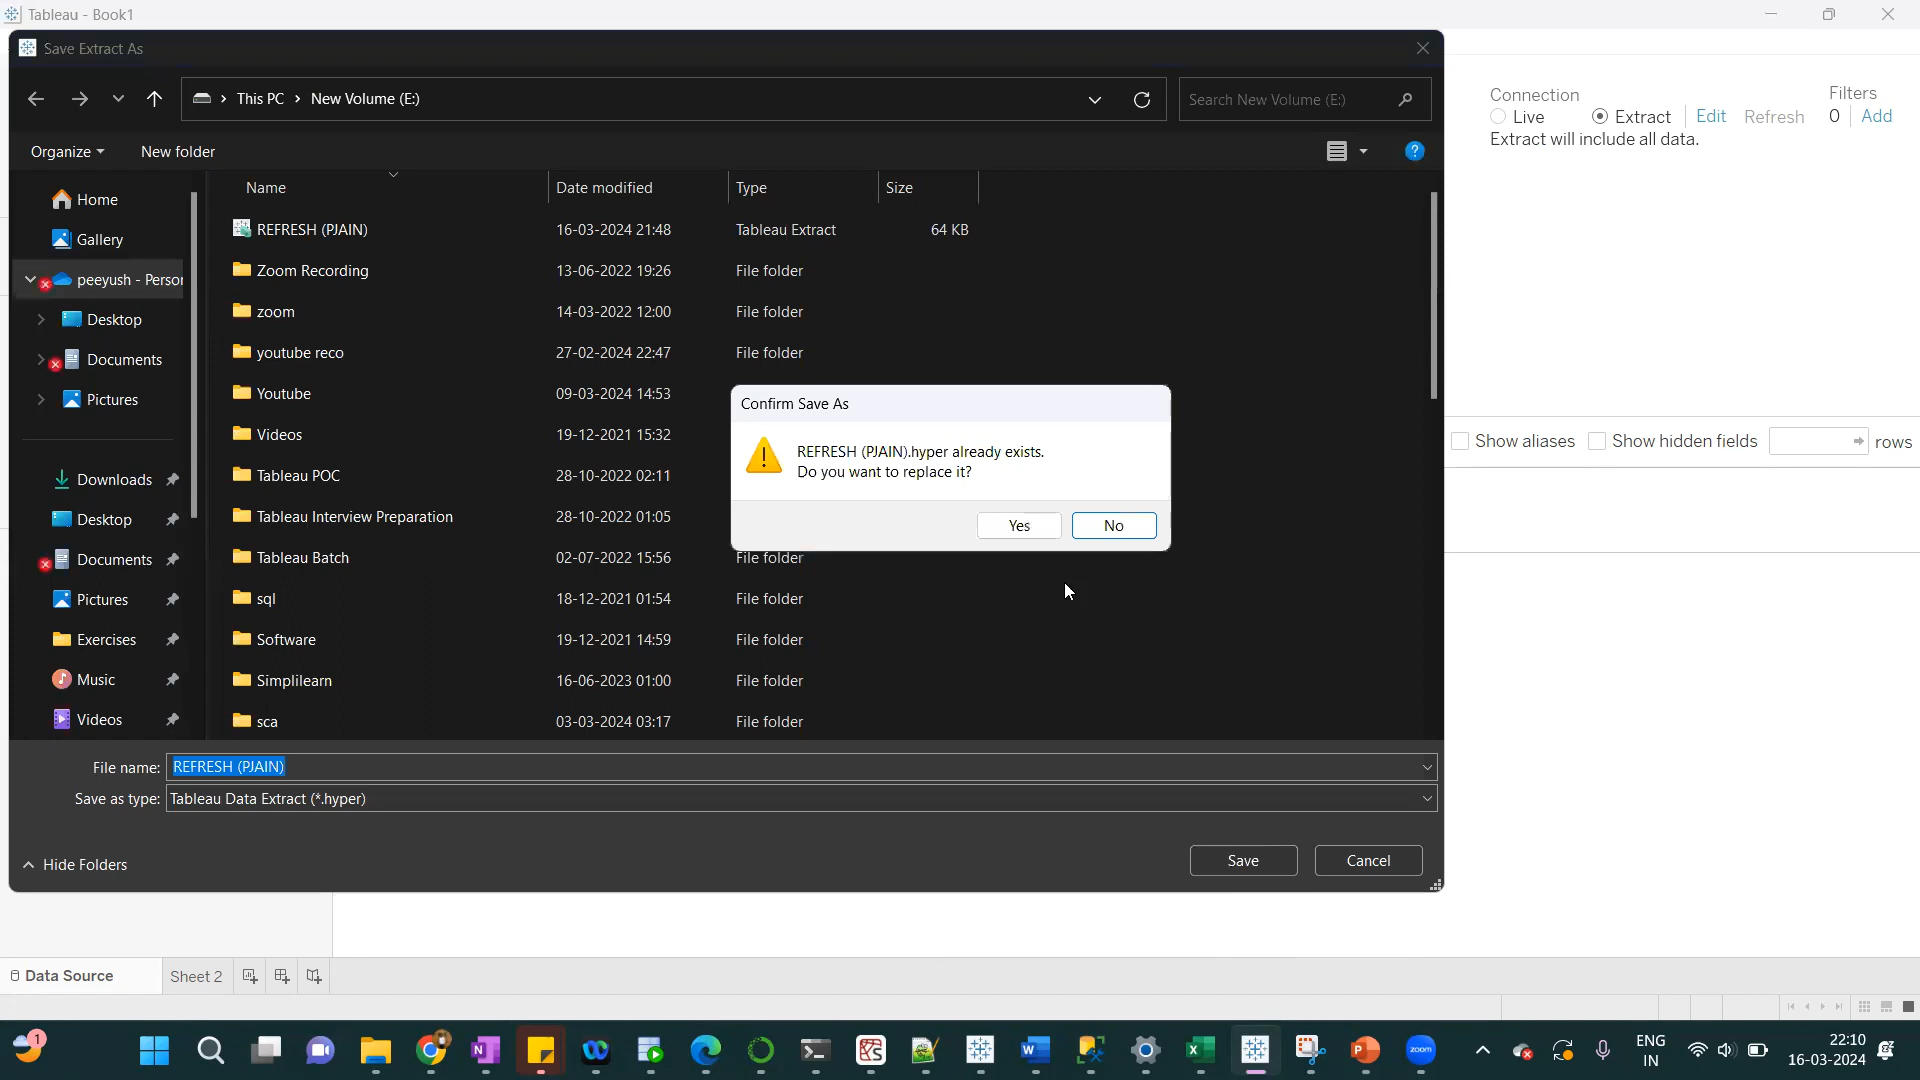 Tableau - Book1
Save Extract As
This PC > New Volume (E:)
Search New Volume (E:)
Connection
Filters
Live
Extract
Edit
Refresh
0
Add
Extract will include all data.
Organize
New folder
Name
Date modified
Type
Size
Home
Gallery
peeyush - Person
Desktop
Documents
Pictures
Downloads
Desktop
Documents
Pictures
Exercises
Music
Videos
REFRESH (PJAIN) 16-03-2024 21:48 Tableau Extract 64 KB
Zoom Recording 13-06-2022 19:26 File folder
zoom 14-03-2022 12:00 File folder
youtube reco 27-02-2024 22:47 File folder
Youtube 09-03-2024 14:53
Videos 19-12-2021 15:32
Tableau POC 28-10-2022 02:11
Tableau Interview Preparation 28-10-2022 01:05
Tableau Batch 02-07-2022 15:56 File folder
sql 18-12-2021 01:54 File folder
Software 19-12-2021 14:59 File folder
Simplilearn 16-06-2023 01:00 File folder
sca 03-03-2024 03:17 File folder
Confirm Save As
REFRESH (PJAIN).hyper already exists.
Do you want to replace it?
Yes
No
Show aliases
Show hidden fields
rows
File name: REFRESH (PJAIN)
Save as type: Tableau Data Extract (*.hyper)
Hide Folders
Save
Cancel
Data Source
Sheet 2
1
zoom
ENG
IN
22:10
16-03-2024